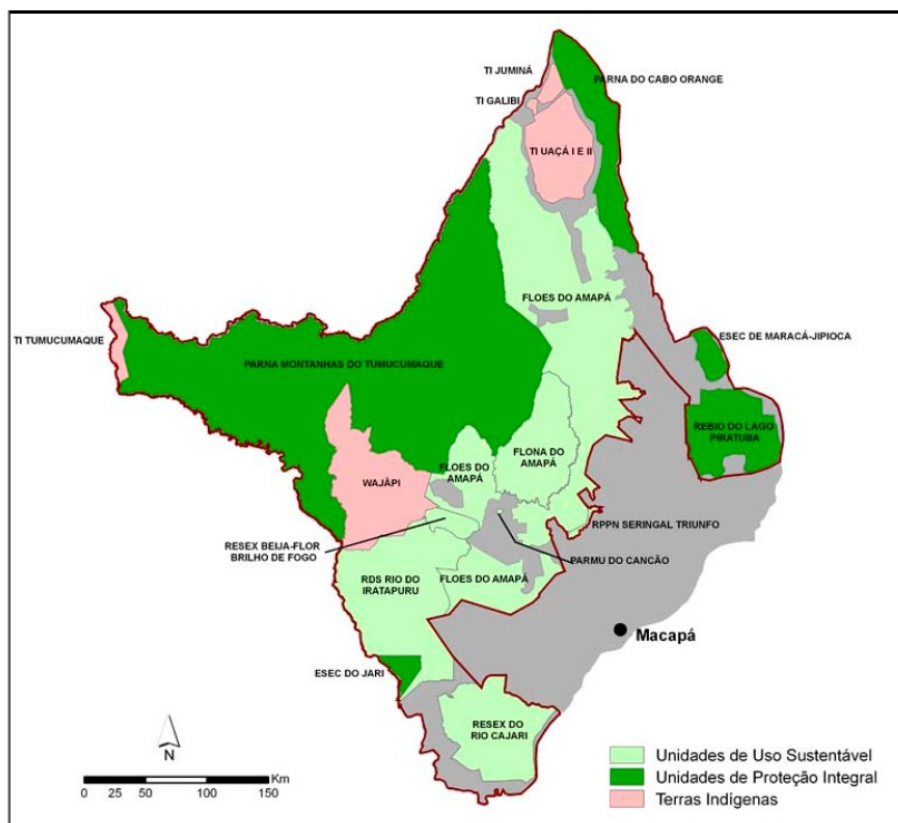 TI JUMINÁ
PARNA DO CABO ORANGE
TI GALIBI
TI UAÇÁ I E II
FLOES DO AMAPÁ
TI TUMUCUMAQUE
ESEC DE MARACÁ-JIPIOCA
PARNA MONTANHAS DO TUMUCUMAQUE
REBIO DO LAGO
PIRATUBA
FLOES DO
AMAPÁ
FLONA DO
AMAPÁ
WAJÃPI
RPPN SERINGAL TRIUNFO
RESEX BEIJA-FLOR
BRILHO DE FOGO
PARMU DO CANCÃO
RDS RIO DO
IRATAPURU
FLOES DO AMAPÁ
Macapá
ESEC DO JARI
RESEX DO
RIO CAJARI
N
Km
0 25 50 100 150
Unidades de Uso Sustentável
Unidades de Proteção Integral
Terras Indígenas